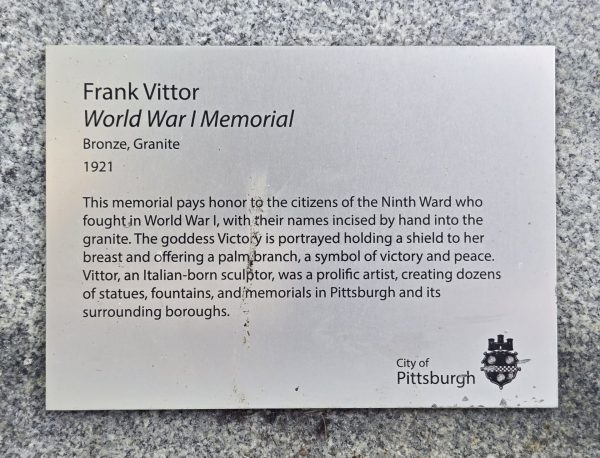 Frank Vittor
World War I Memorial
Bronze, Granite
1921
This memorial pays honor to the citizens of the Ninth Ward who
fought in World War I, with their names incised by hand into the
granite. The goddess Victory is portrayed holding a shield to her
breast and offering a palm branch, a symbol of victory and peace.
Vittor, an Italian-born sculptor, was a prolific artist, creating dozens
of statues, fountains, and memorials in Pittsburgh and its
surrounding boroughs.
City of
Pittsburgh